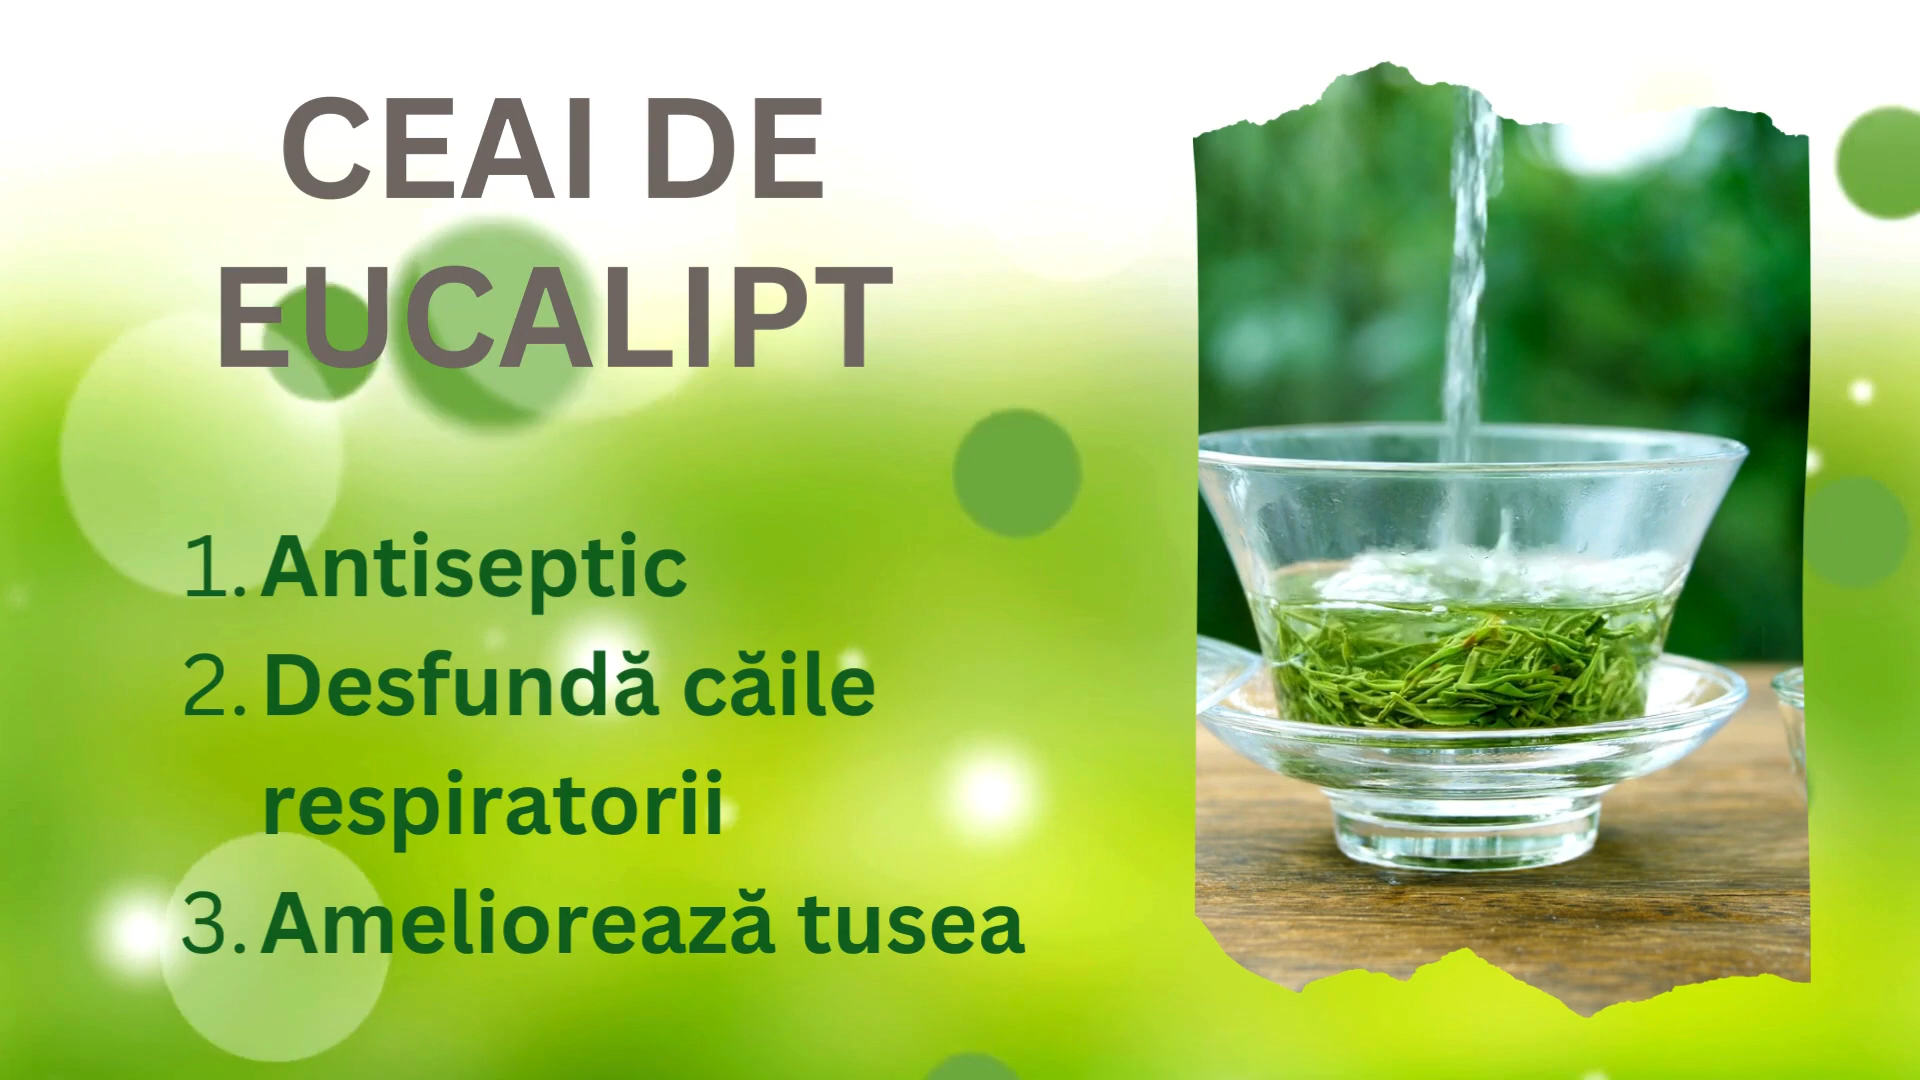 CEAI DE
EUCALIPT
1. Antiseptic
2. Desfundă căile
respiratorii
3. Ameliorează tusea